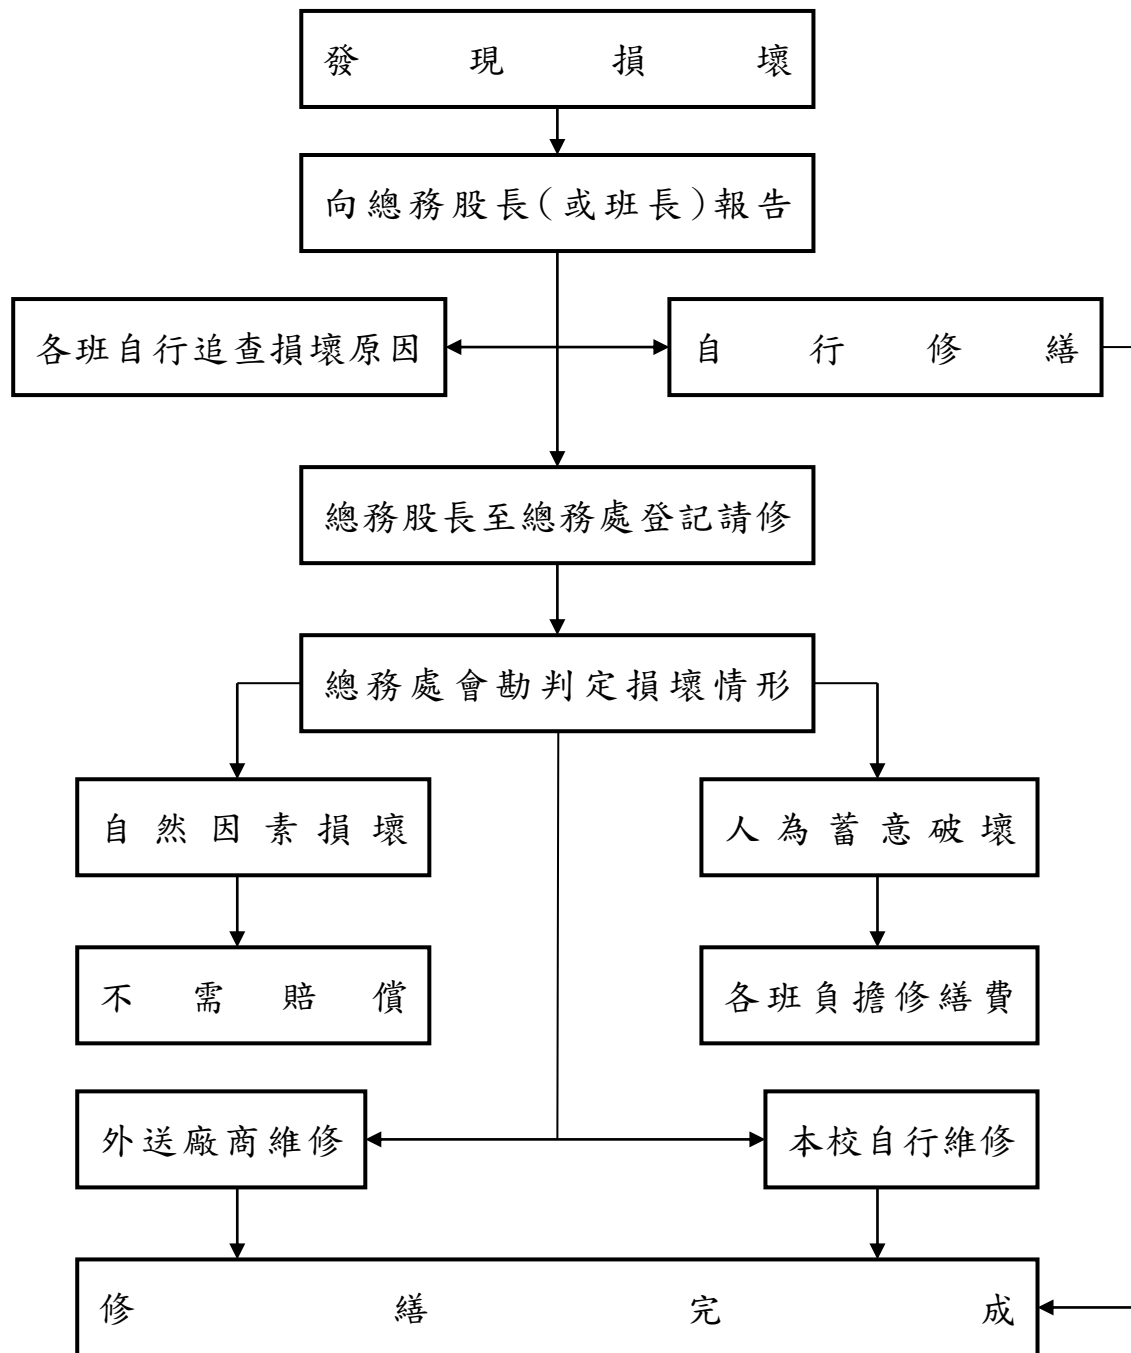 發現損壞
向總務股長(或班長)報告
各班自行追查損壞原因
自行修繕
總務股長至總務處登記請修
總務處會勘判定損壞情形
自然因素損壞
人為蓄意破壞
不需賠償
各班負擔修繕費
外送廠商維修
本校自行維修
修繕完成